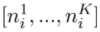 [n_i^1, ..., n_i^K]